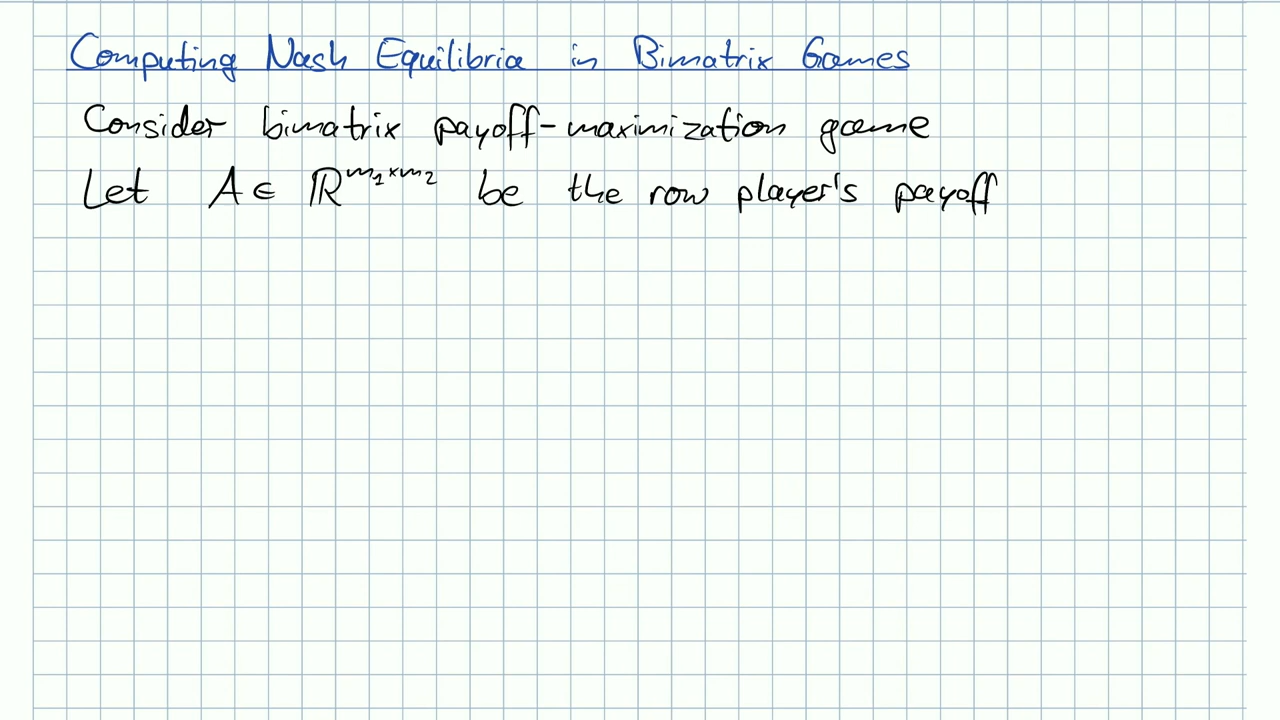 Computing Nash Equilibria in Bimatrix Games
Consider bimatrix payoff-maximization game
Let A ∈ ℝ^{m₁×m₂} be the row player's payoff